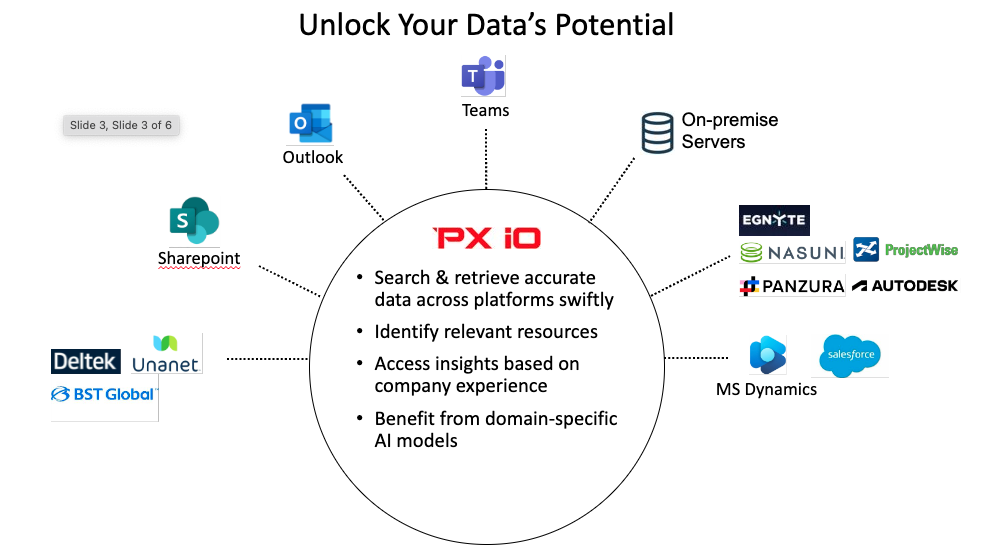 Unlock Your Data’s Potential
Slide 3, Slide 3 of 6
T
Teams
O
Outlook
On-premise
Servers
S
Sharepoint
EGNYTE
NASUNI
ProjectWise
PANZURA
AUTODESK
PX iO
• Search & retrieve accurate
data across platforms swiftly
• Identify relevant resources
• Access insights based on
company experience
• Benefit from domain-specific
AI models
Deltek
Unanet
BST Global
salesforce
MS Dynamics